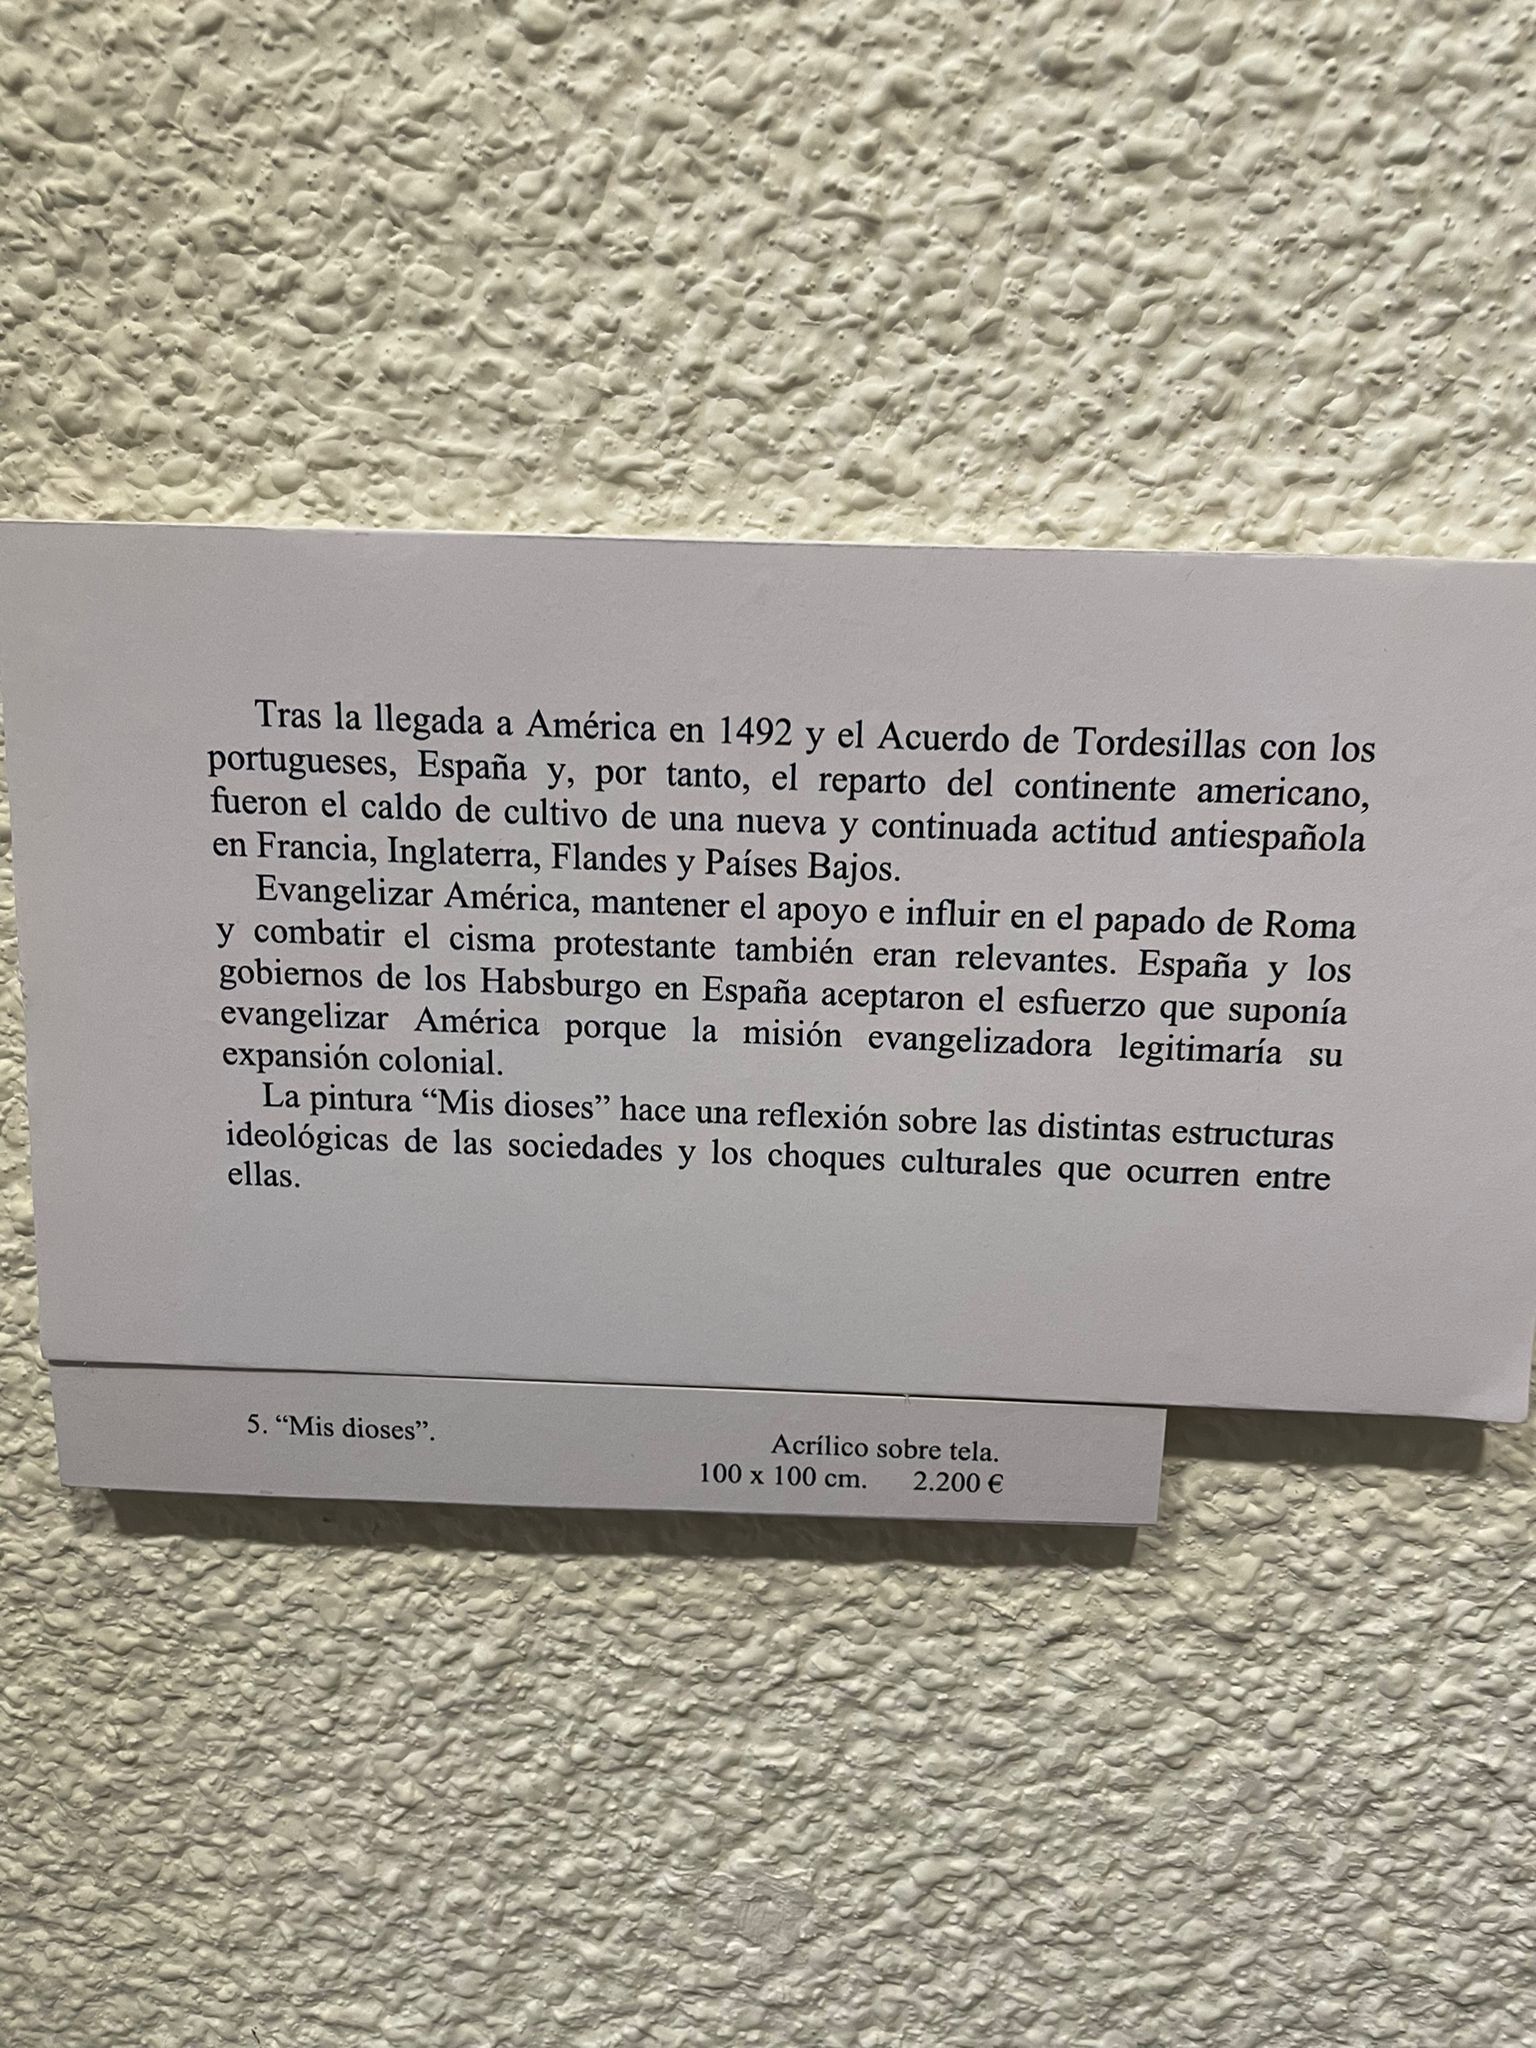 Tras la llegada a América en 1492 y el Acuerdo de Tordesillas con los
portugueses, España y, por tanto, el reparto del continente americano,
fueron el caldo de cultivo de una nueva y continuada actitud antiespañola
en Francia, Inglaterra, Flandes y Países Bajos.
Evangelizar América, mantener el apoyo e influir en el papado de Roma
y combatir el cisma protestante también eran relevantes. España y los
gobiernos de los Habsburgo en España aceptaron el esfuerzo que suponía
evangelizar América porque la misión evangelizadora legitimaría su
expansión colonial.
La pintura “Mis dioses” hace una reflexión sobre las distintas estructuras
ideológicas de las sociedades y los choques culturales que ocurren entre
ellas.
5. “Mis dioses”.
Acrílico sobre tela.
100 x 100 cm. 2.200 €